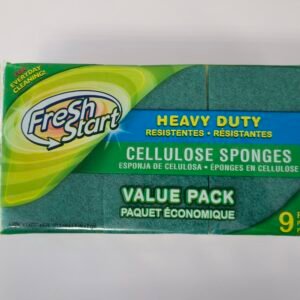 EVERYDAY
CLEANING!
Fresh
Start
HEAVY DUTY
RESISTENTES • RÉSISTANTES
CELLULOSE SPONGES
ESPONJA DE CELULOSA • ÉPONGES EN CELLULOSE
VALUE PACK
PAQUET ÉCONOMIQUE
9